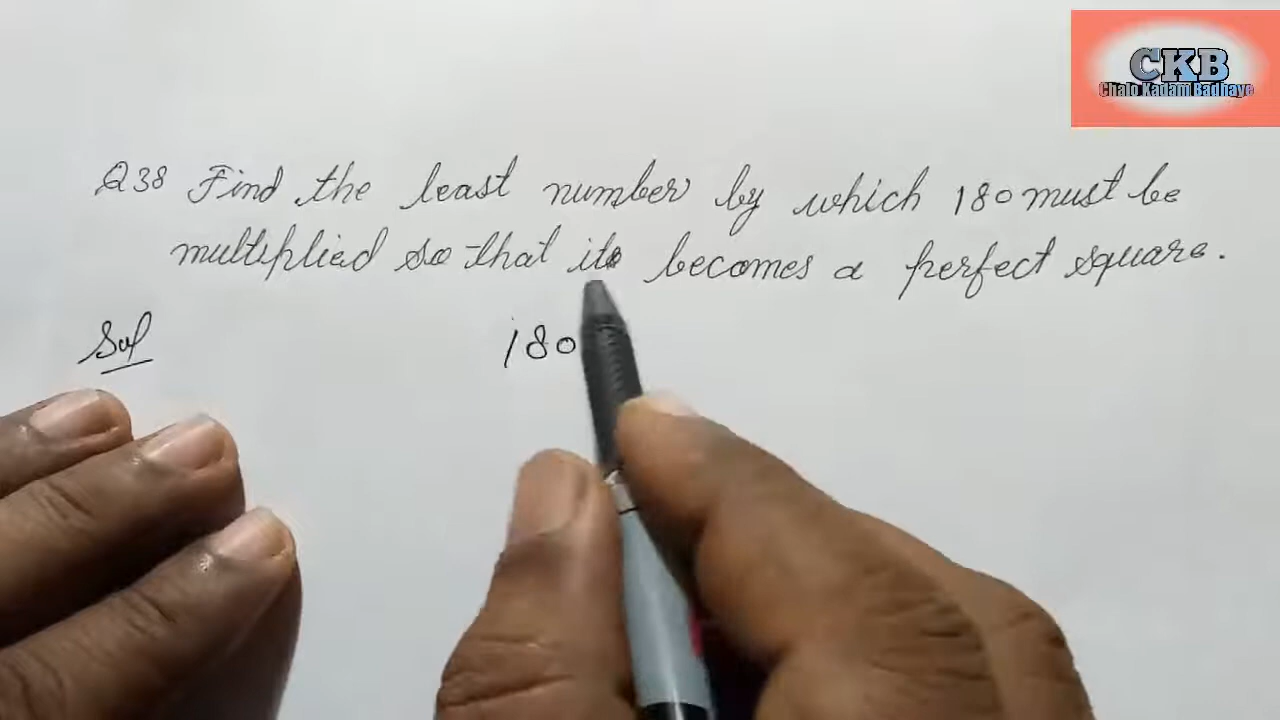 CKB
Chalo Kadam Badhaye
Q38 Find the least number by which 180 must be
multiplied so that it becomes a perfect square.
Sol
180